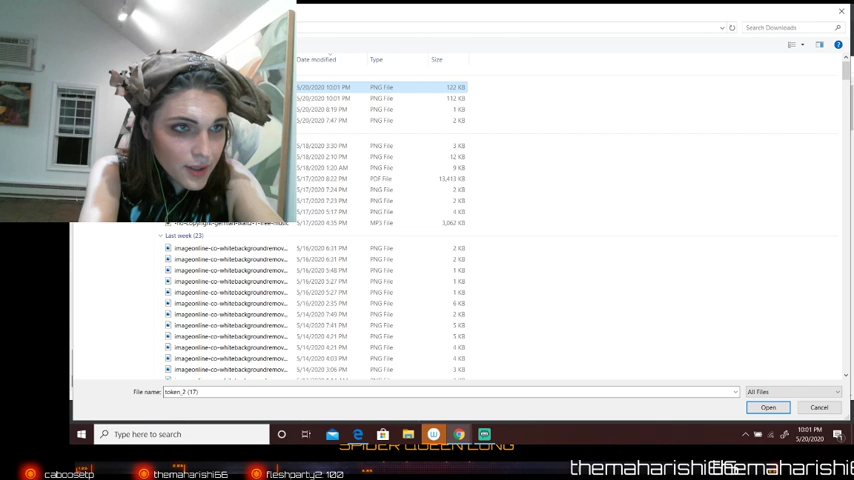 Search Downloads
Date modified Type Size
5/20/2020 10:01 PM PNG File 122 KB
5/20/2020 10:01 PM PNG File 112 KB
5/20/2020 8:19 PM PNG File 1 KB
5/20/2020 7:47 PM PNG File 2 KB
5/18/2020 3:30 PM PNG File 3 KB
5/18/2020 2:10 PM PNG File 12 KB
5/18/2020 1:20 AM PNG File 9 KB
5/17/2020 8:22 PM PDF File 13,413 KB
5/17/2020 7:24 PM PNG File 2 KB
5/17/2020 7:23 PM PNG File 2 KB
5/17/2020 5:17 PM PNG File 4 KB
5/17/2020 4:35 PM MP3 File 3,062 KB
Last week (23)
imageonline-co-whitebackgroundremov... 5/16/2020 6:31 PM PNG File 2 KB
imageonline-co-whitebackgroundremov... 5/16/2020 6:31 PM PNG File 2 KB
imageonline-co-whitebackgroundremov... 5/16/2020 5:48 PM PNG File 1 KB
imageonline-co-whitebackgroundremov... 5/16/2020 5:27 PM PNG File 1 KB
imageonline-co-whitebackgroundremov... 5/16/2020 5:27 PM PNG File 1 KB
imageonline-co-whitebackgroundremov... 5/16/2020 2:35 PM PNG File 6 KB
imageonline-co-whitebackgroundremov... 5/14/2020 7:49 PM PNG File 2 KB
imageonline-co-whitebackgroundremov... 5/14/2020 7:41 PM PNG File 5 KB
imageonline-co-whitebackgroundremov... 5/14/2020 4:21 PM PNG File 5 KB
imageonline-co-whitebackgroundremov... 5/14/2020 4:21 PM PNG File 4 KB
imageonline-co-whitebackgroundremov... 5/14/2020 4:03 PM PNG File 4 KB
imageonline-co-whitebackgroundremov... 5/14/2020 3:06 PM PNG File 3 KB
File name: token_2 (17) All Files
Open Cancel
Type here to search
10:01 PM
5/20/2020
SPIDER QUEEN LONG
caboosetp themaharishi66 fleshparty2: 100 themaharishi66 themaharishi